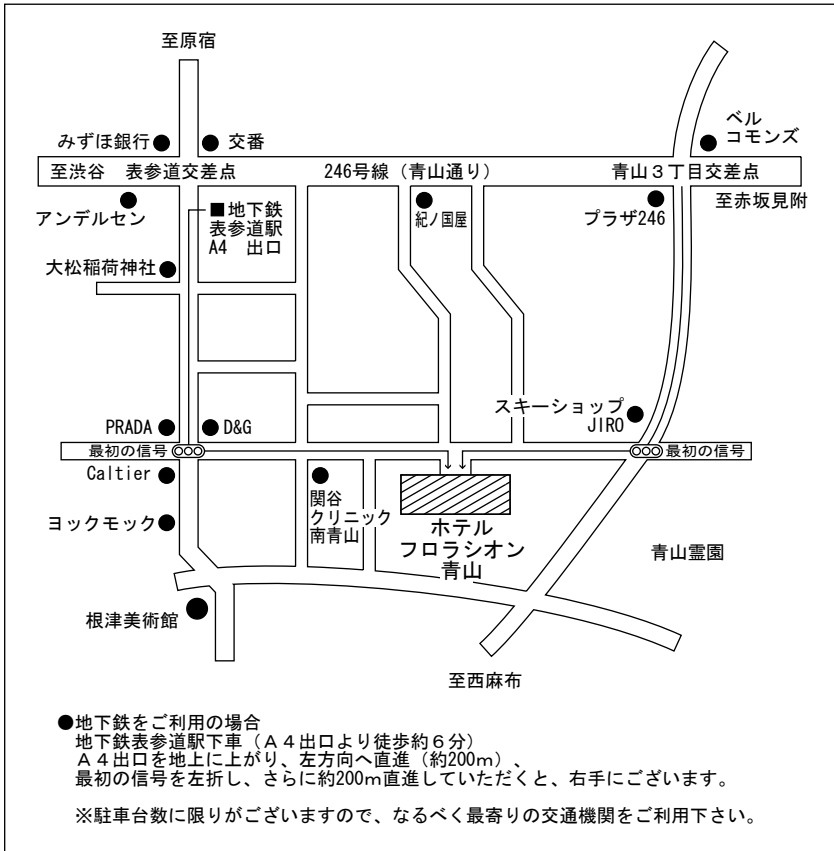 至原宿
みずほ銀行
交番
ベル
コモンズ
至渋谷 表参道交差点
246号線（青山通り）
青山３丁目交差点
アンデルセン
■地下鉄
表参道駅
A4 出口
紀ノ国屋
プラザ246
至赤坂見附
大松稲荷神社
スキーショップ
JIRO
PRADA
D&G
最初の信号
最初の信号
Caltier
関谷
クリニック
南青山
ヨックモック
ホテル
フロラシオン
青山
青山霊園
根津美術館
至西麻布
●地下鉄をご利用の場合
地下鉄表参道駅下車（Ａ４出口より徒歩約６分）
Ａ４出口を地上に上がり、左方向へ直進（約200ｍ）、
最初の信号を左折し、さらに約200ｍ直進していただくと、右手にございます。
※駐車台数に限りがございますので、なるべく最寄りの交通機関をご利用下さい。